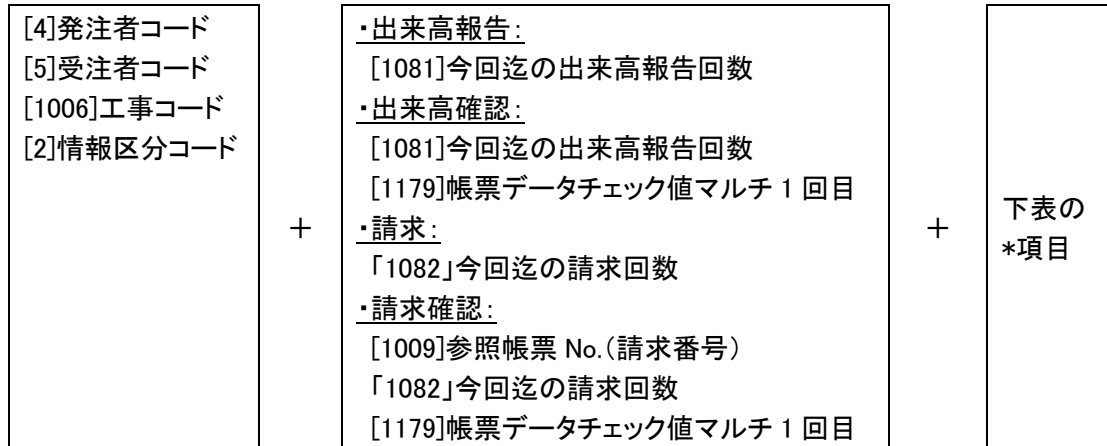 [4]発注者コード
[5]受注者コード
[1006]工事コード
[2]情報区分コード
＋
・出来高報告：
[1081]今回迄の出来高報告回数
・出来高確認：
[1081]今回迄の出来高報告回数
[1179]帳票データチェック値マルチ 1 回目
・請求：
「1082」今回迄の請求回数
・請求確認：
[1009]参照帳票 No.（請求番号）
「1082」今回迄の請求回数
[1179]帳票データチェック値マルチ 1 回目
＋
下表の
*項目